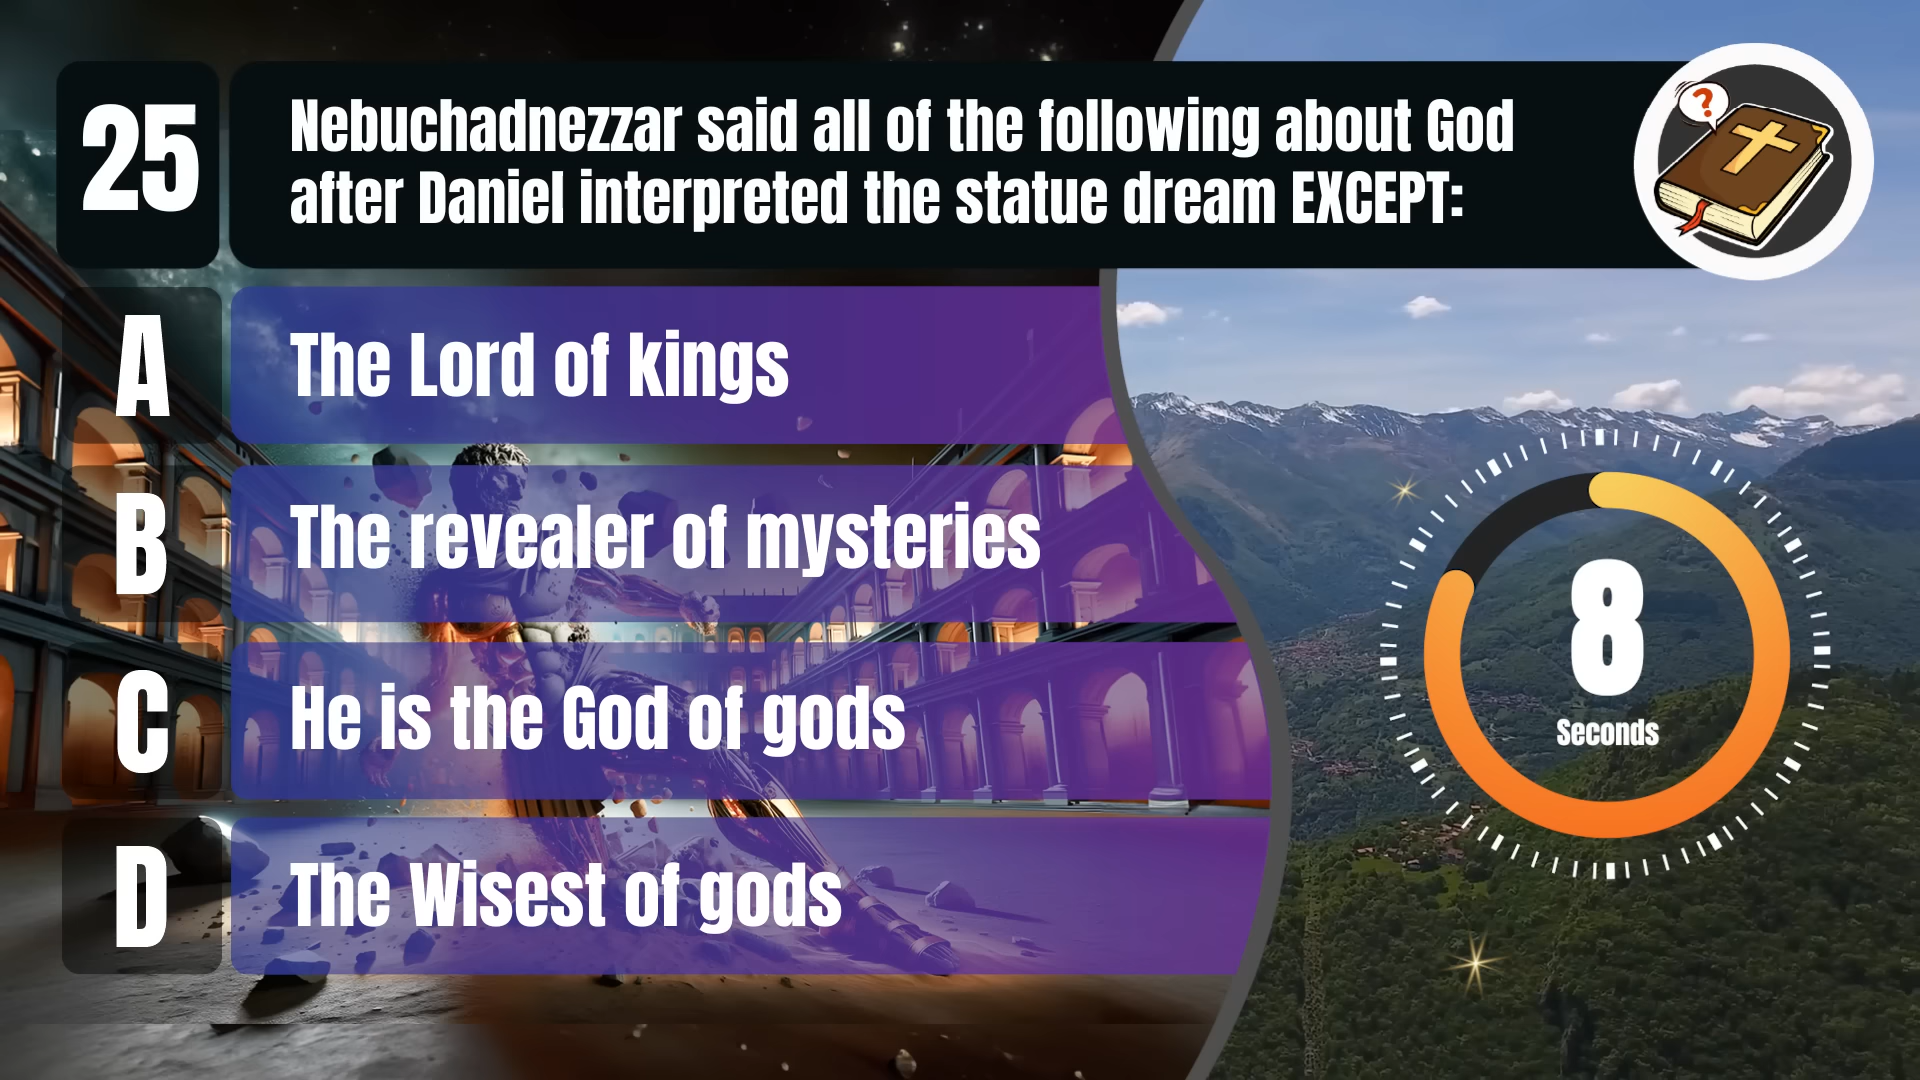 25
Nebuchadnezzar said all of the following about God
after Daniel interpreted the statue dream EXCEPT:
?
A
The Lord of kings
B
The revealer of mysteries
C
He is the God of gods
D
The Wisest of gods
8
Seconds